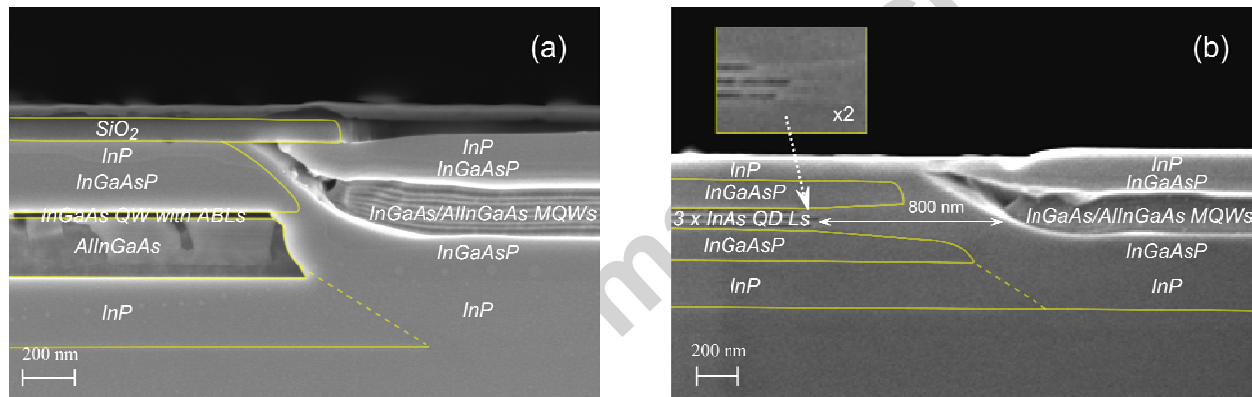 (a)
SiO2
InP
InGaAsP
InGaAs QW with ABLs
AlInGaAs
InP
200 nm
InP
InGaAsP
InGaAs/AlInGaAs MQWs
InGaAsP
InP
(b)
x2
InP
InGaAsP
3 x InAs QD Ls
800 nm
InGaAsP
InP
200 nm
InP
InGaAsP
InGaAs/AlInGaAs MQWs
InGaAsP
InP